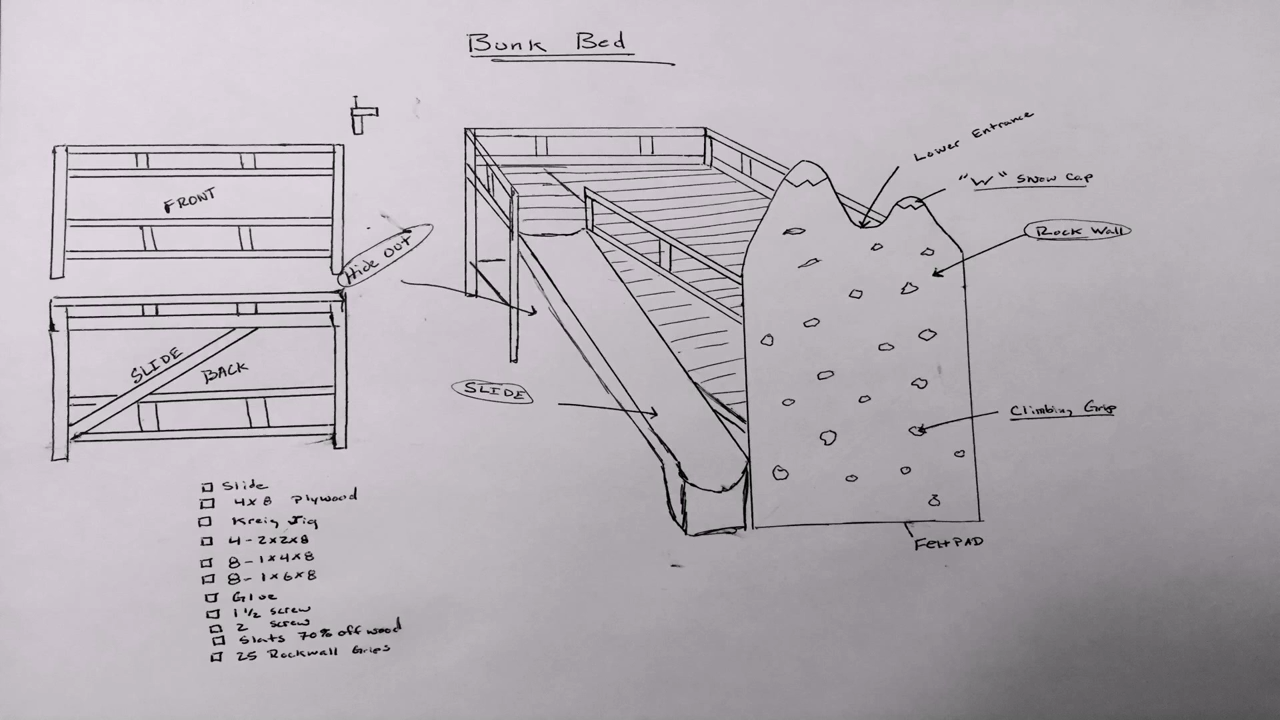 Bunk Bed
Lower Entrance
"W" Snow Cap
Rock Wall
FRONT
Hide Out
SLIDE
BACK
SLIDE
Climbing Grip
FeltPAD
Slide
4x8 Plywood
Kreig Jig
4 - 2x2x8
8 - 1x4x8
8 - 1x6x8
Glue
1 1/2 screw
2 screw
Slats 70% off wood
25 Rockwall Grips